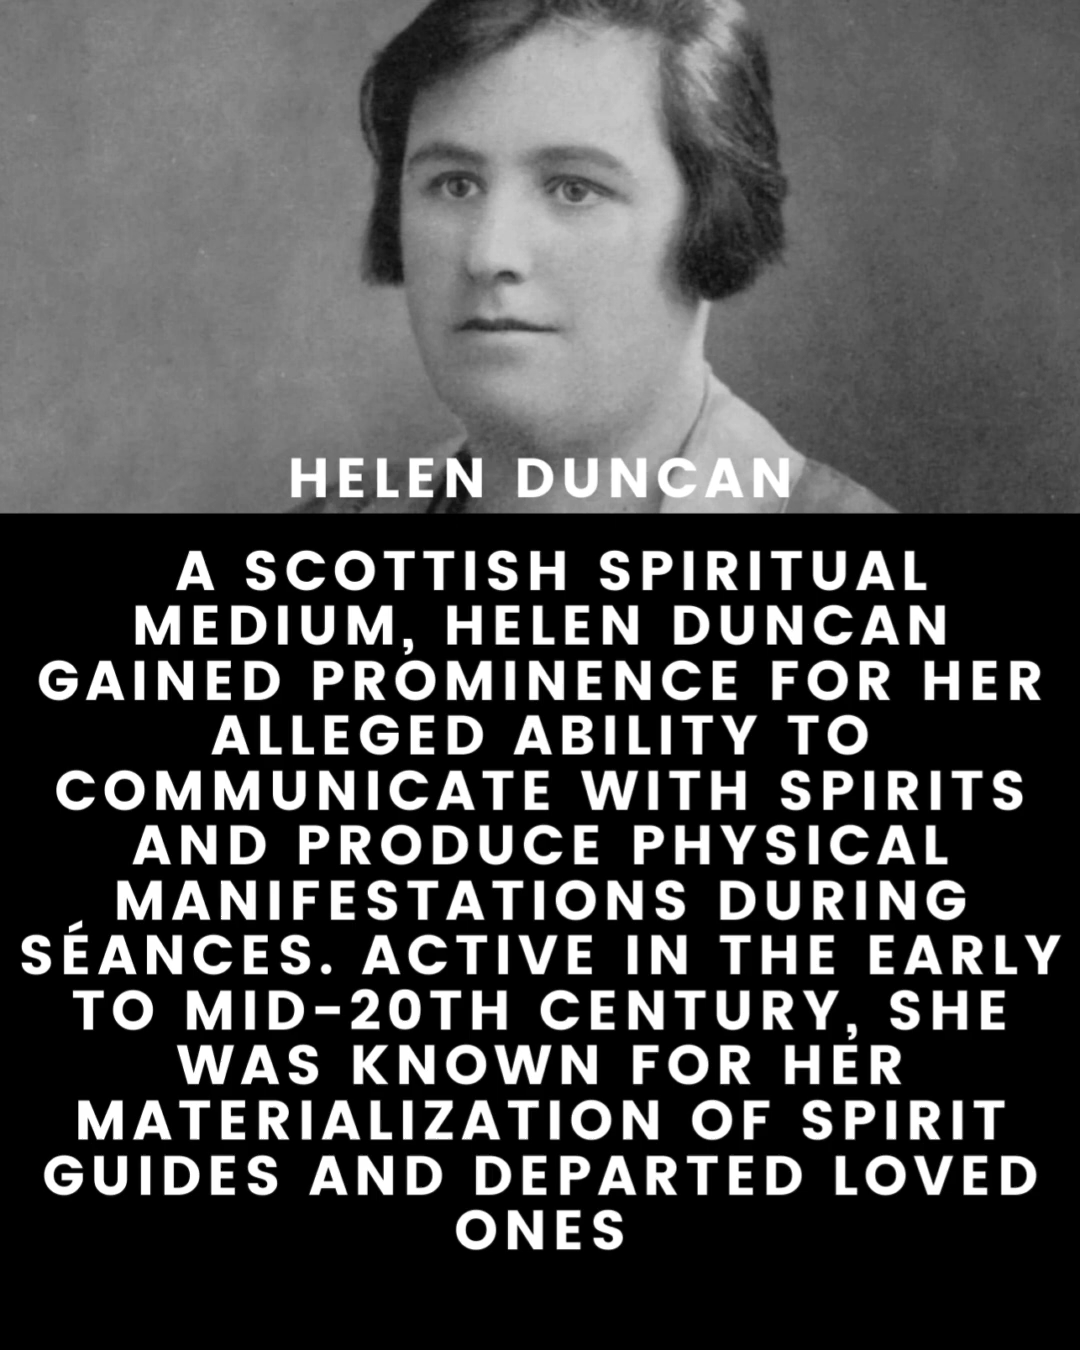 HELEN DUNCAN
A SCOTTISH SPIRITUAL
MEDIUM, HELEN DUNCAN
GAINED PROMINENCE FOR HER
ALLEGED ABILITY TO
COMMUNICATE WITH SPIRITS
AND PRODUCE PHYSICAL
MANIFESTATIONS DURING
SÉANCES. ACTIVE IN THE EARLY
TO MID-20TH CENTURY, SHE
WAS KNOWN FOR HER
MATERIALIZATION OF SPIRIT
GUIDES AND DEPARTED LOVED
ONES